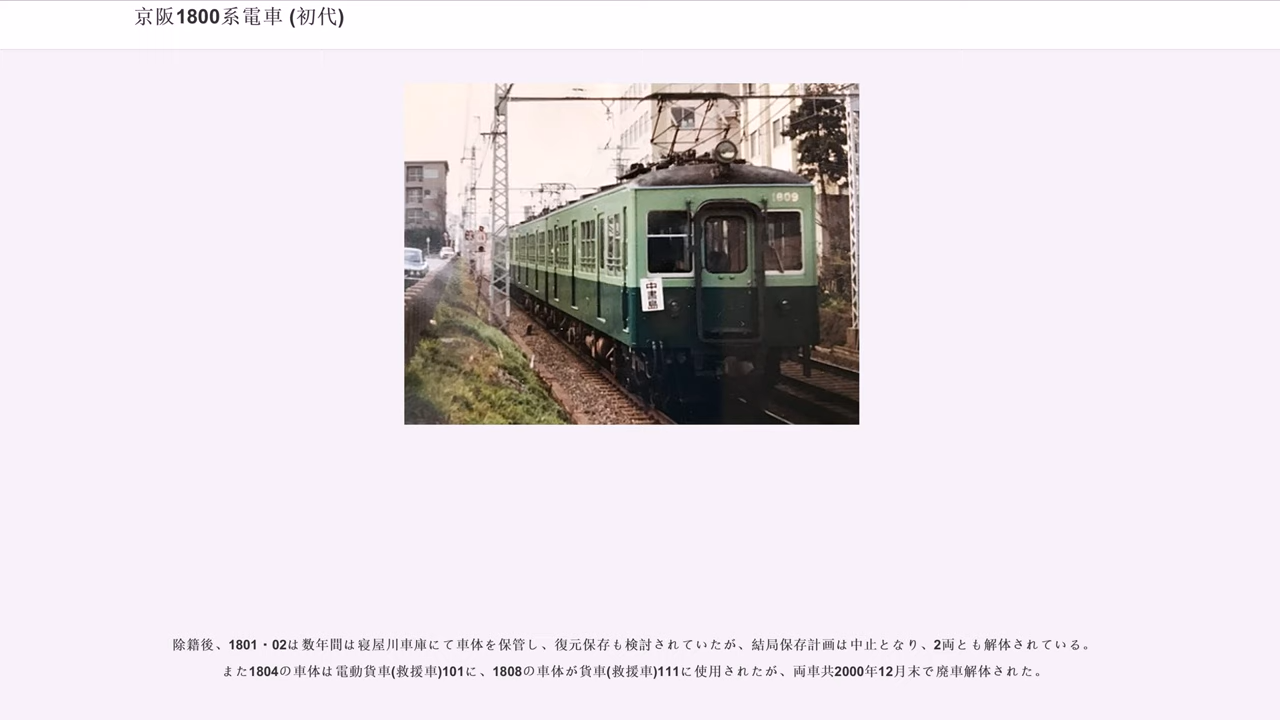 京阪1800系電車 (初代)
1809
中書島
除籍後、1801・02は数年間は寝屋川車庫にて車体を保管し、復元保存も検討されていたが、結局保存計画は中止となり、2両とも解体されている。
また1804の車体は電動貨車(救援車)101に、1808の車体が貨車(救援車)111に使用されたが、両車共2000年12月末で廃車解体された。